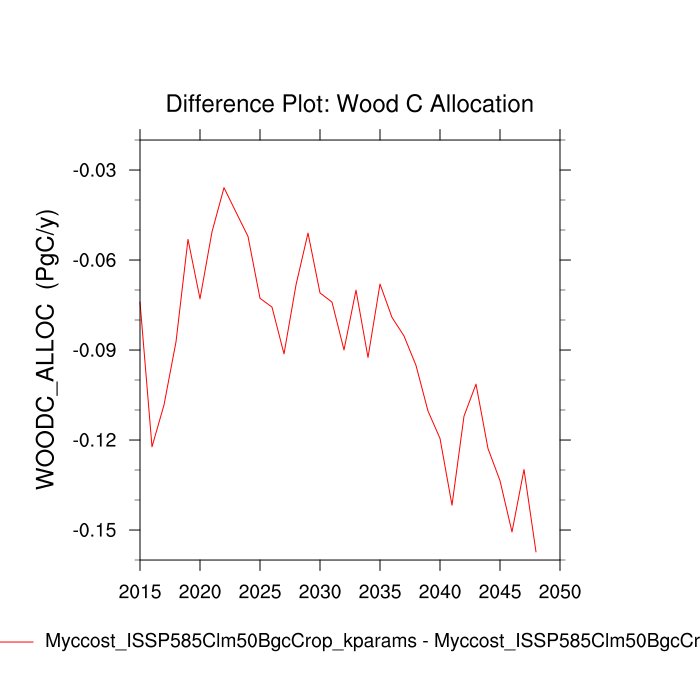 Difference Plot: Wood C Allocation
WOODC_ALLOC (PgC/y)
-0.03
-0.06
-0.09
-0.12
-0.15
2015 2020 2025 2030 2035 2040 2045 2050
Myccost_ISSP585Clm50BgcCrop_kparams - Myccost_ISSP585Clm50BgcCr